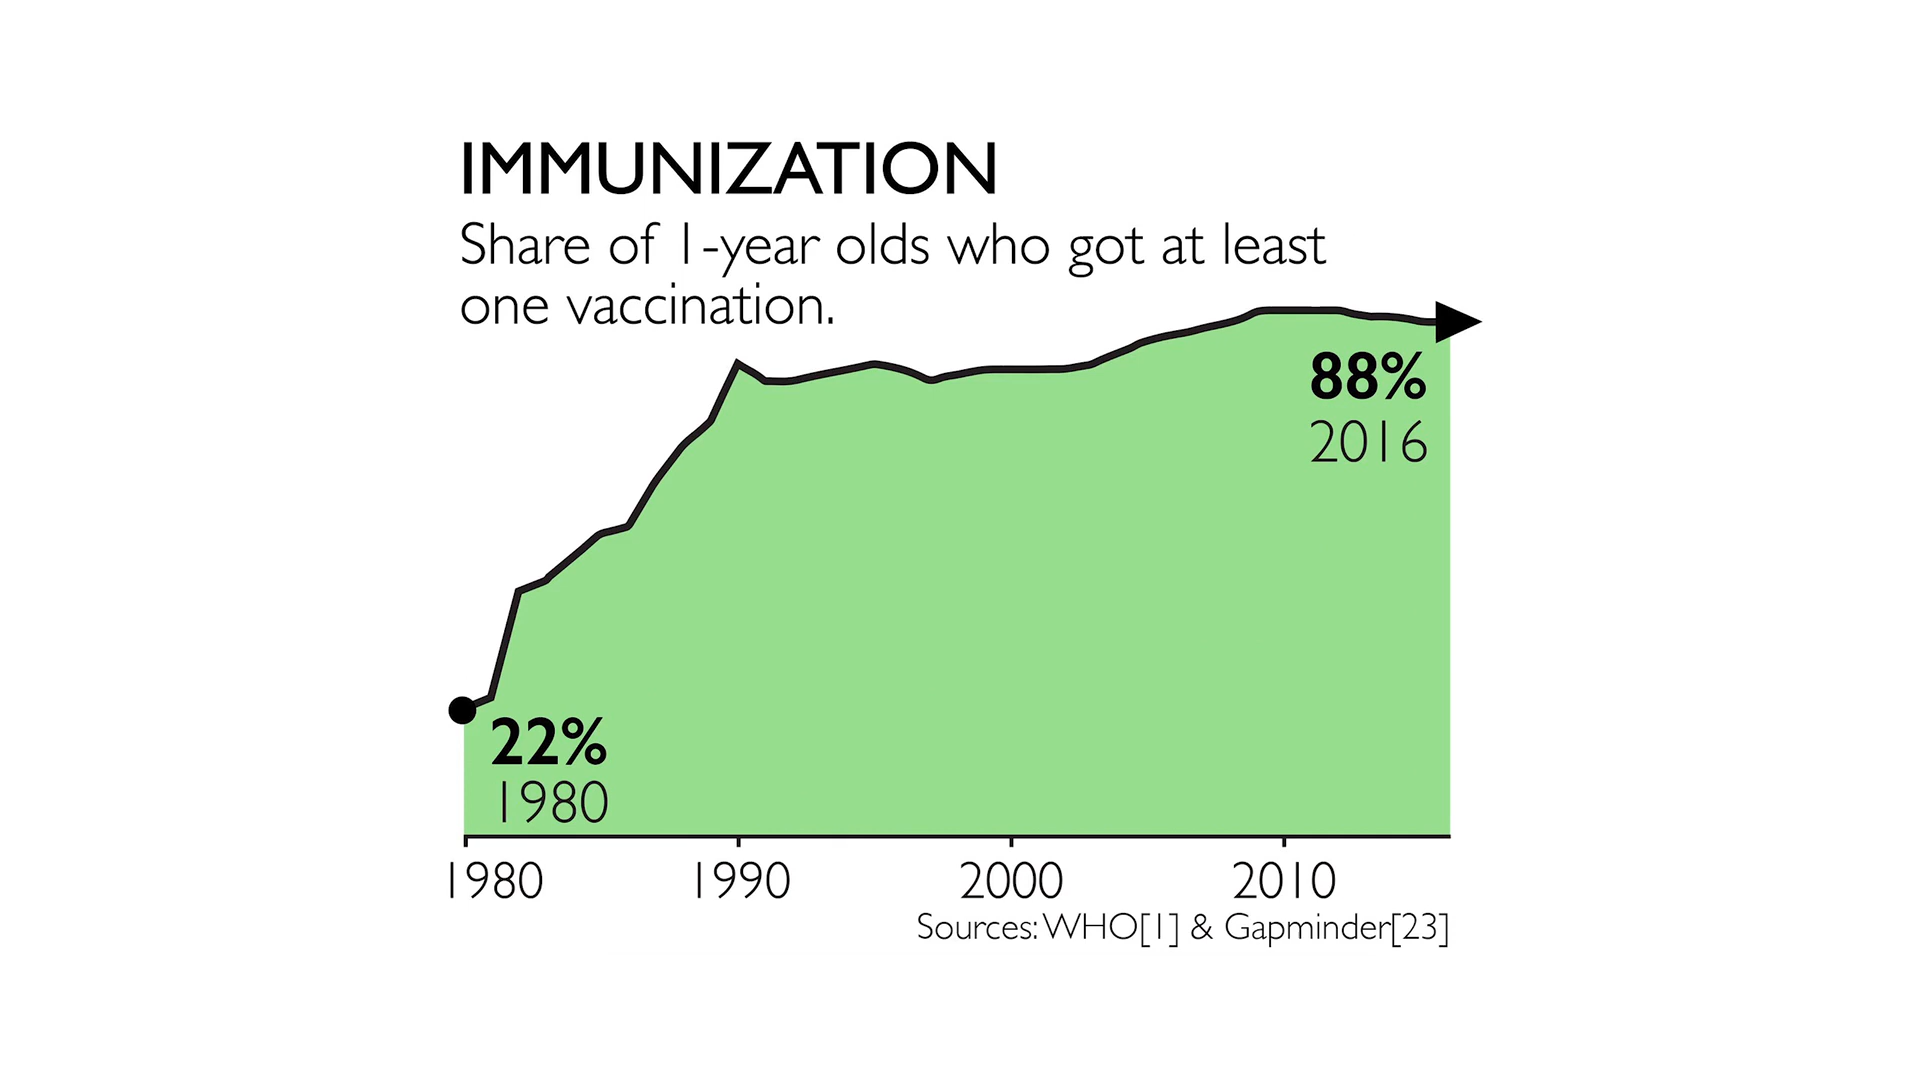 IMMUNIZATION
Share of 1-year olds who got at least
one vaccination.
88%
2016
22%
1980
1980 1990 2000 2010
Sources: WHO[1] & Gapminder[23]